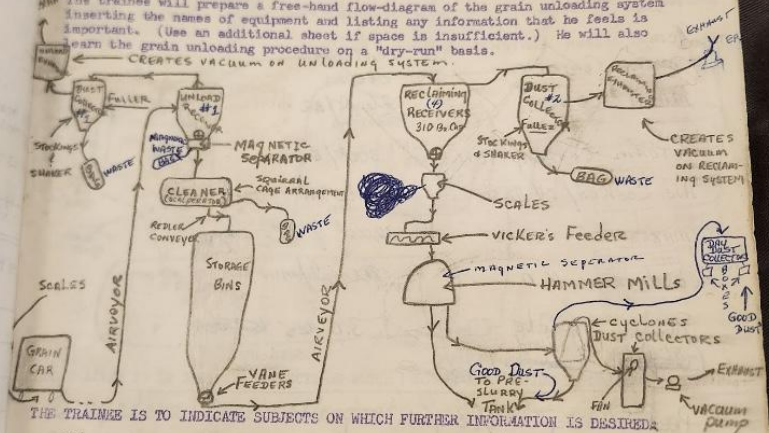 The trainee will prepare a free-hand flow-diagram of the grain unloading system
inserting the names of equipment and listing any information that he feels is
important. (Use an additional sheet if space is insufficient.) He will also
learn the grain unloading procedure on a "dry-run" basis.
CREATES VACUUM ON UNLOADING SYSTEM.
EXHAUST
DUST
#1
FULLER
UNLOAD
#1
STOCKINGS
& SHAKER
WASTE
WASTE
MAGNETIC
SEPARATOR
CLEANER
SQUIRRAL
CAGE ARRANGEMENT
REDLER
CONVEYOR
WASTE
STORAGE
BINS
VANE
FEEDERS
AIRVEYOR
AIRVEYOR
SCALES
GRAIN
CAR
RECLAIMING
(4)
RECEIVERS
310 Bu. Cap
DUST
#2
COLLECTOR
FULLER
STOCKINGS
& SHAKER
BAG
WASTE
RECLAIMING
EXHAUSTER
CREATES
VACUUM
ON RECLAIM-
ING SYSTEM
SCALES
VICKER'S FEEDER
MAGNETIC SEPERATOR
HAMMER MILLS
DUST
COLLECTOR
GOOD
DUST
CYCLONES
DUST COLLECTORS
GOOD DUST
TO PRE-
SLURRY
TANK
FAN
EXHAUST
VACUUM
PUMP
THE TRAINEE IS TO INDICATE SUBJECTS ON WHICH FURTHER INFORMATION IS DESIRED: